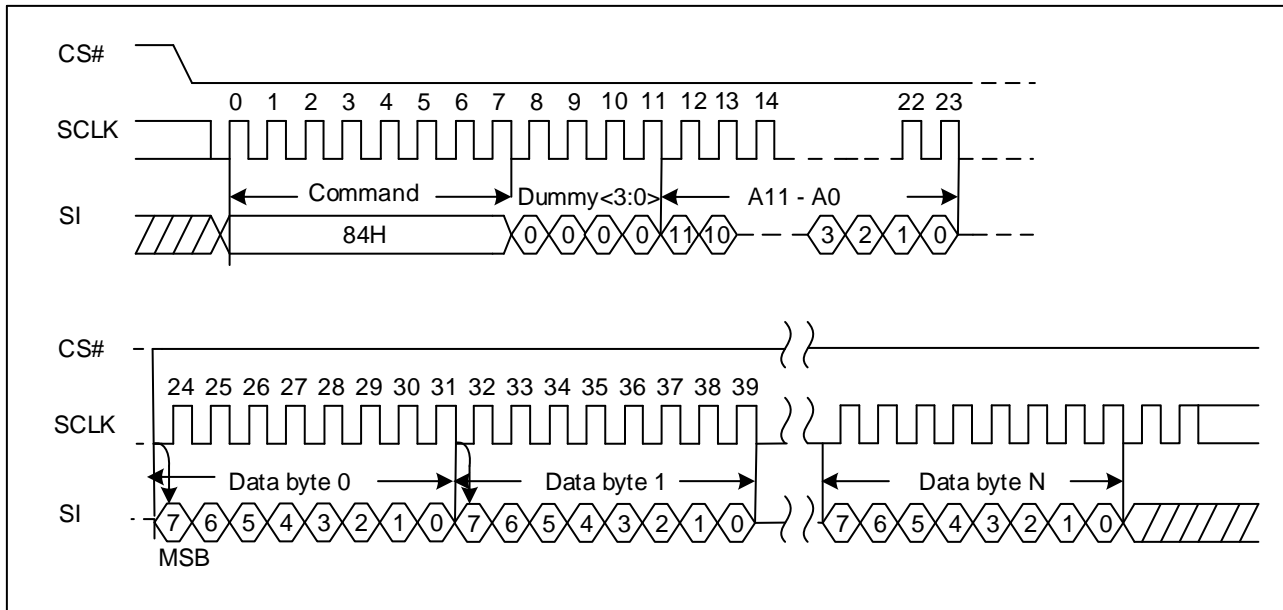 CS#
0 1 2 3 4 5 6 7 8 9 10 11 12 13 14 22 23
SCLK
Command Dummy<3:0> A11 - A0
SI
84H 0 0 0 0 11 10 3 2 1 0
CS#
24 25 26 27 28 29 30 31 32 33 34 35 36 37 38 39
SCLK
Data byte 0 Data byte 1 Data byte N
SI
7 6 5 4 3 2 1 0 7 6 5 4 3 2 1 0 7 6 5 4 3 2 1 0
MSB